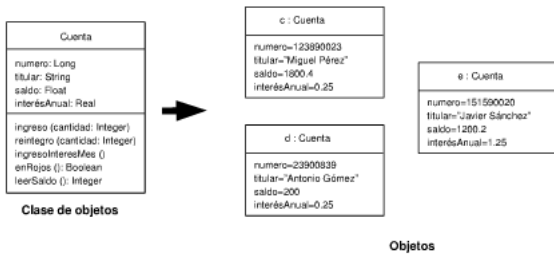 Cuenta
numero: Long
titular: String
saldo: Float
interésAnual: Real
ingreso (cantidad: Integer)
reintegro (cantidad: Integer)
ingresoInteresMes ()
enRojos (): Boolean
leerSaldo (): Integer
Clase de objetos
c : Cuenta
numero=123890023
titular="Miguel Pérez"
saldo=1800.4
interésAnual=0.25
d : Cuenta
numero=23900839
titular="Antonio Gómez"
saldo=200
interésAnual=0.25
e : Cuenta
numero=151590020
titular="Javier Sánchez"
saldo=1200.2
interésAnual=1.25
Objetos